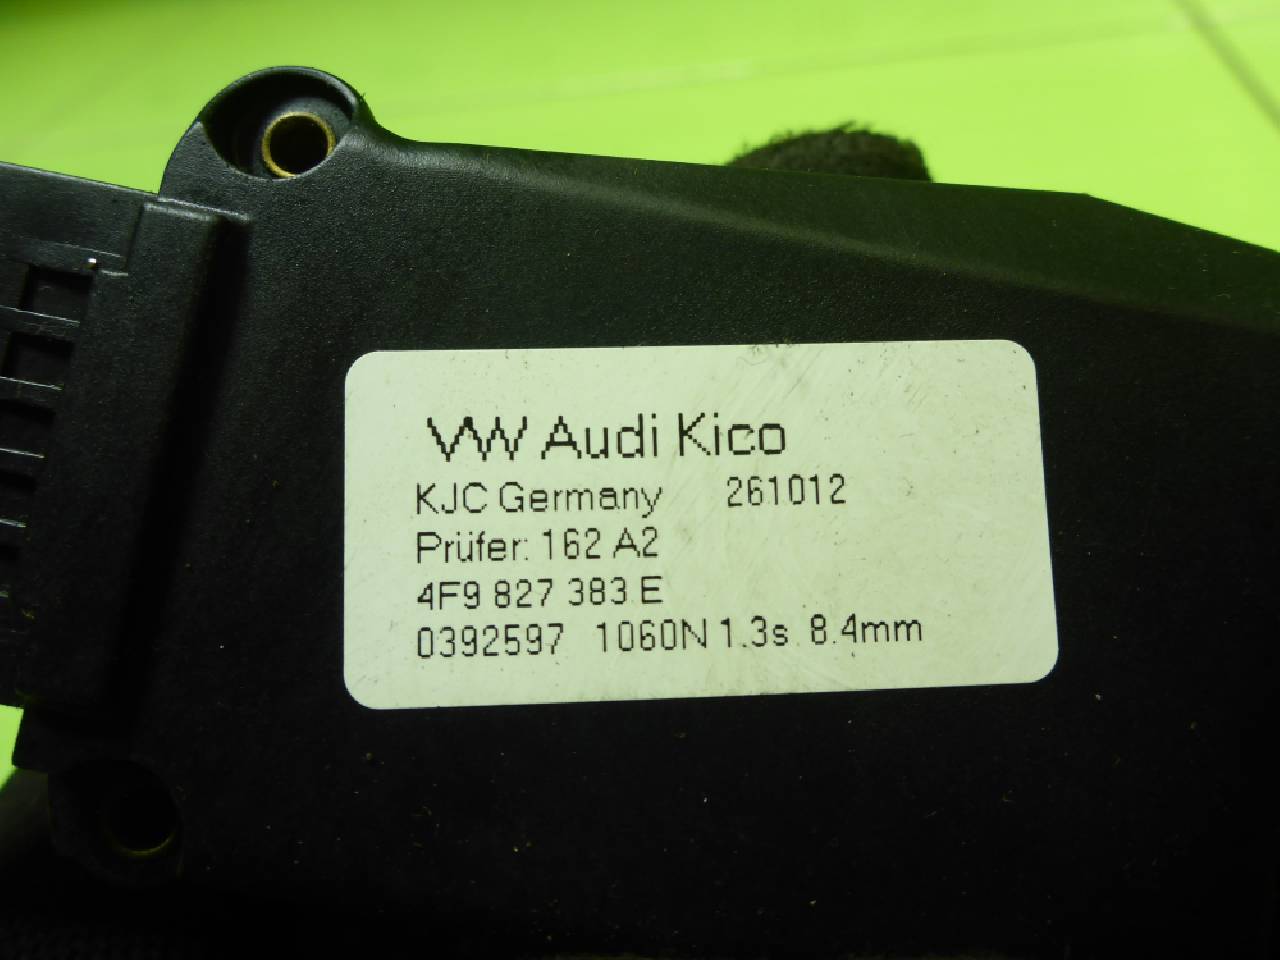 VW Audi Kico
KJC Germany 261012
Prüfer: 162 A2
4F9 827 383 E
0392597 1060N 1.3s 8.4mm